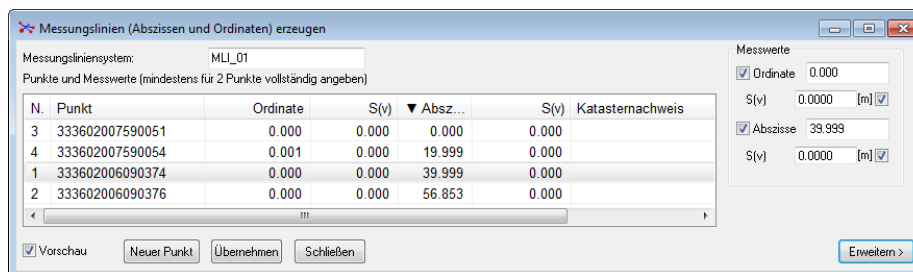 Messungslinien (Abszissen und Ordinaten) erzeugen
Messungsliniensystem: MLI_01
Punkte und Messwerte (mindestens für 2 Punkte vollständig angeben)
N. Punkt Ordinate S(v) ▼ Absz... S(v) Katasternachweis
3 333602007590051 0.000 0.000 0.000 0.000
4 333602007590054 0.001 0.000 19.999 0.000
1 333602006090374 0.000 0.000 39.999 0.000
2 333602006090376 0.000 0.000 56.853 0.000
Vorschau Neuer Punkt Übernehmen Schließen
Messwerte
Ordinate 0.000
S(v) 0.0000 [m]
Abszisse 39.999
S(v) 0.0000 [m]
Erweitern >